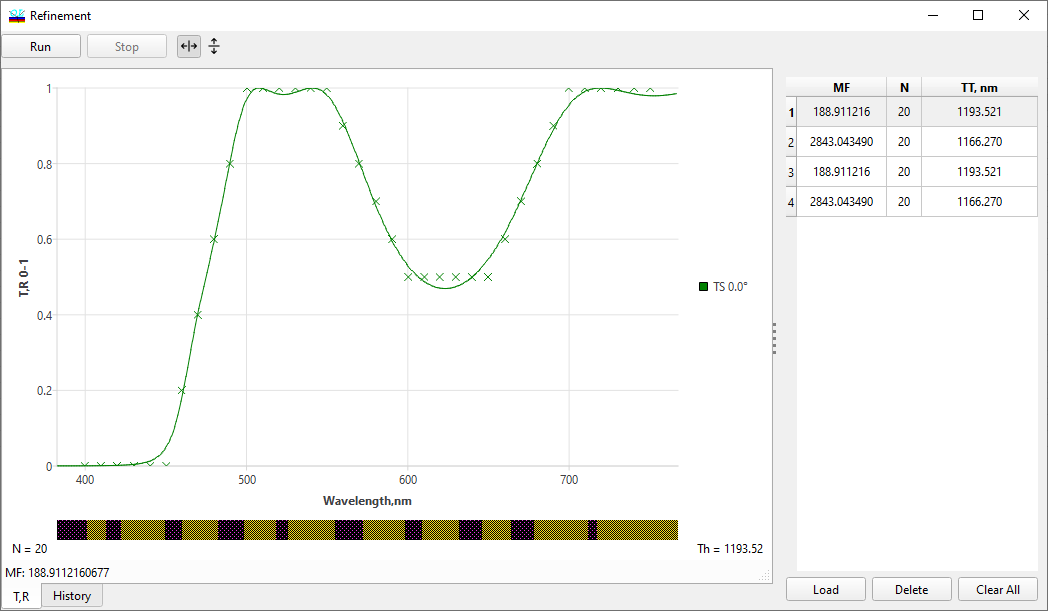 Refinement
Run Stop
MF N TT, nm
1 188.911216 20 1193.521
2 2843.043490 20 1166.270
3 188.911216 20 1193.521
4 2843.043490 20 1166.270
T,R 0-1
1
0.8
0.6
0.4
0.2
0
400 500 600 700
Wavelength,nm
TS 0.0°
N = 20 Th = 1193.52
MF: 188.9112160677
T,R History
Load Delete Clear All